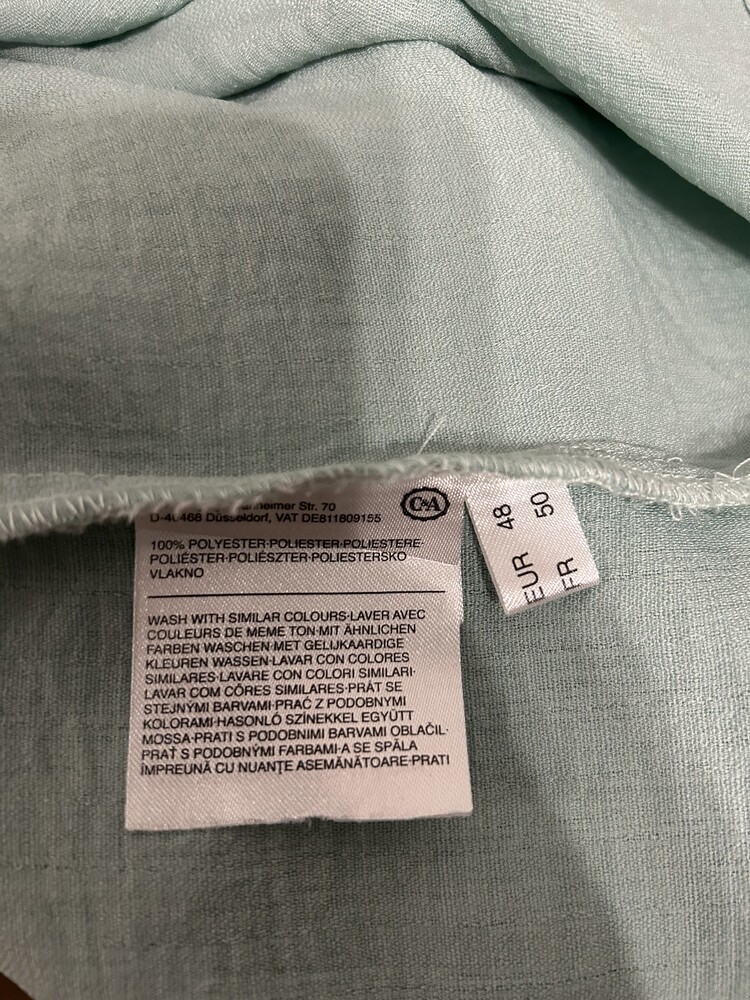 Str. 70
468 Düsseldorf, VAT DE811809155
C&A
100% POLYESTER·POLIESTER·POLIESTERE·
POLIÉSTER·POLIÉSZTER·POLIESTERSKO
VLAKNO
WASH WITH SIMILAR COLOURS·LAVER AVEC
COULEURS DE MEME TON·MIT ÄHNLICHEN
FARBEN WASCHEN·MET GELIJKAARDIGE
KLEUREN WASSEN·LAVAR CON COLORES
SIMILARES·LAVARE CON COLORI SIMILARI·
LAVAR COM CÔRES SIMILARES·PRÁT SE
STEJNÝMI BARVAMI·PRAĆ Z PODOBNYMI
KOLORAMI·HASONLÓ SZÍNEKKEL EGYÜTT
MOSSA·PRATI S PODOBNIMI BARVAMI OBLAČIL·
PRAŤ S PODOBNÝMI FARBAMI·A SE SPĂLA
ÎMPREUNĂ CU NUANŢE ASEMĂNĂTOARE·PRATI
EUR 48
FR 50